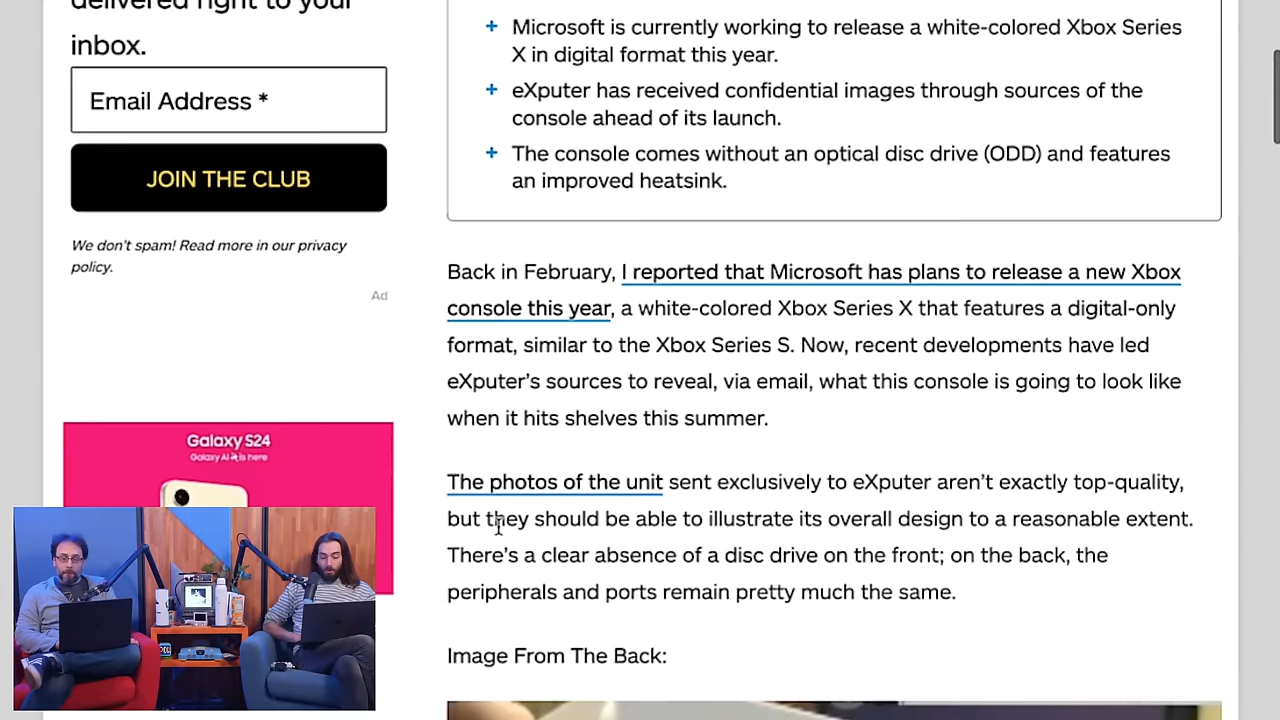 delivered right to your
inbox.
Email Address *
JOIN THE CLUB
We don't spam! Read more in our privacy
policy.
Ad
Galaxy S24
Galaxy AI is here
Microsoft is currently working to release a white-colored Xbox Series
X in digital format this year.
eXputer has received confidential images through sources of the
console ahead of its launch.
The console comes without an optical disc drive (ODD) and features
an improved heatsink.
Back in February, I reported that Microsoft has plans to release a new Xbox
console this year, a white-colored Xbox Series X that features a digital-only
format, similar to the Xbox Series S. Now, recent developments have led
eXputer's sources to reveal, via email, what this console is going to look like
when it hits shelves this summer.
The photos of the unit sent exclusively to eXputer aren't exactly top-quality,
but they should be able to illustrate its overall design to a reasonable extent.
There's a clear absence of a disc drive on the front; on the back, the
peripherals and ports remain pretty much the same.
Image From The Back: